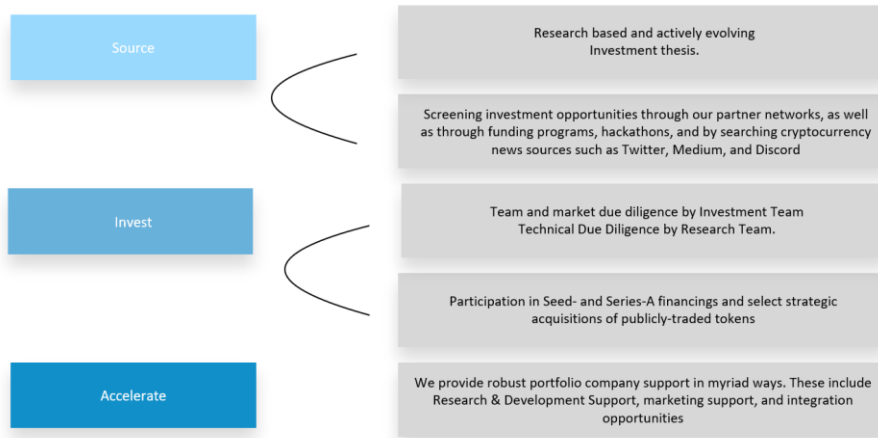 Source
Research based and actively evolving
Investment thesis.
Screening investment opportunities through our partner networks, as well
as through funding programs, hackathons, and by searching cryptocurrency
news sources such as Twitter, Medium, and Discord
Invest
Team and market due diligence by Investment Team
Technical Due Diligence by Research Team.
Participation in Seed- and Series-A financings and select strategic
acquisitions of publicly-traded tokens
Accelerate
We provide robust portfolio company support in myriad ways. These include
Research & Development Support, marketing support, and integration
opportunities